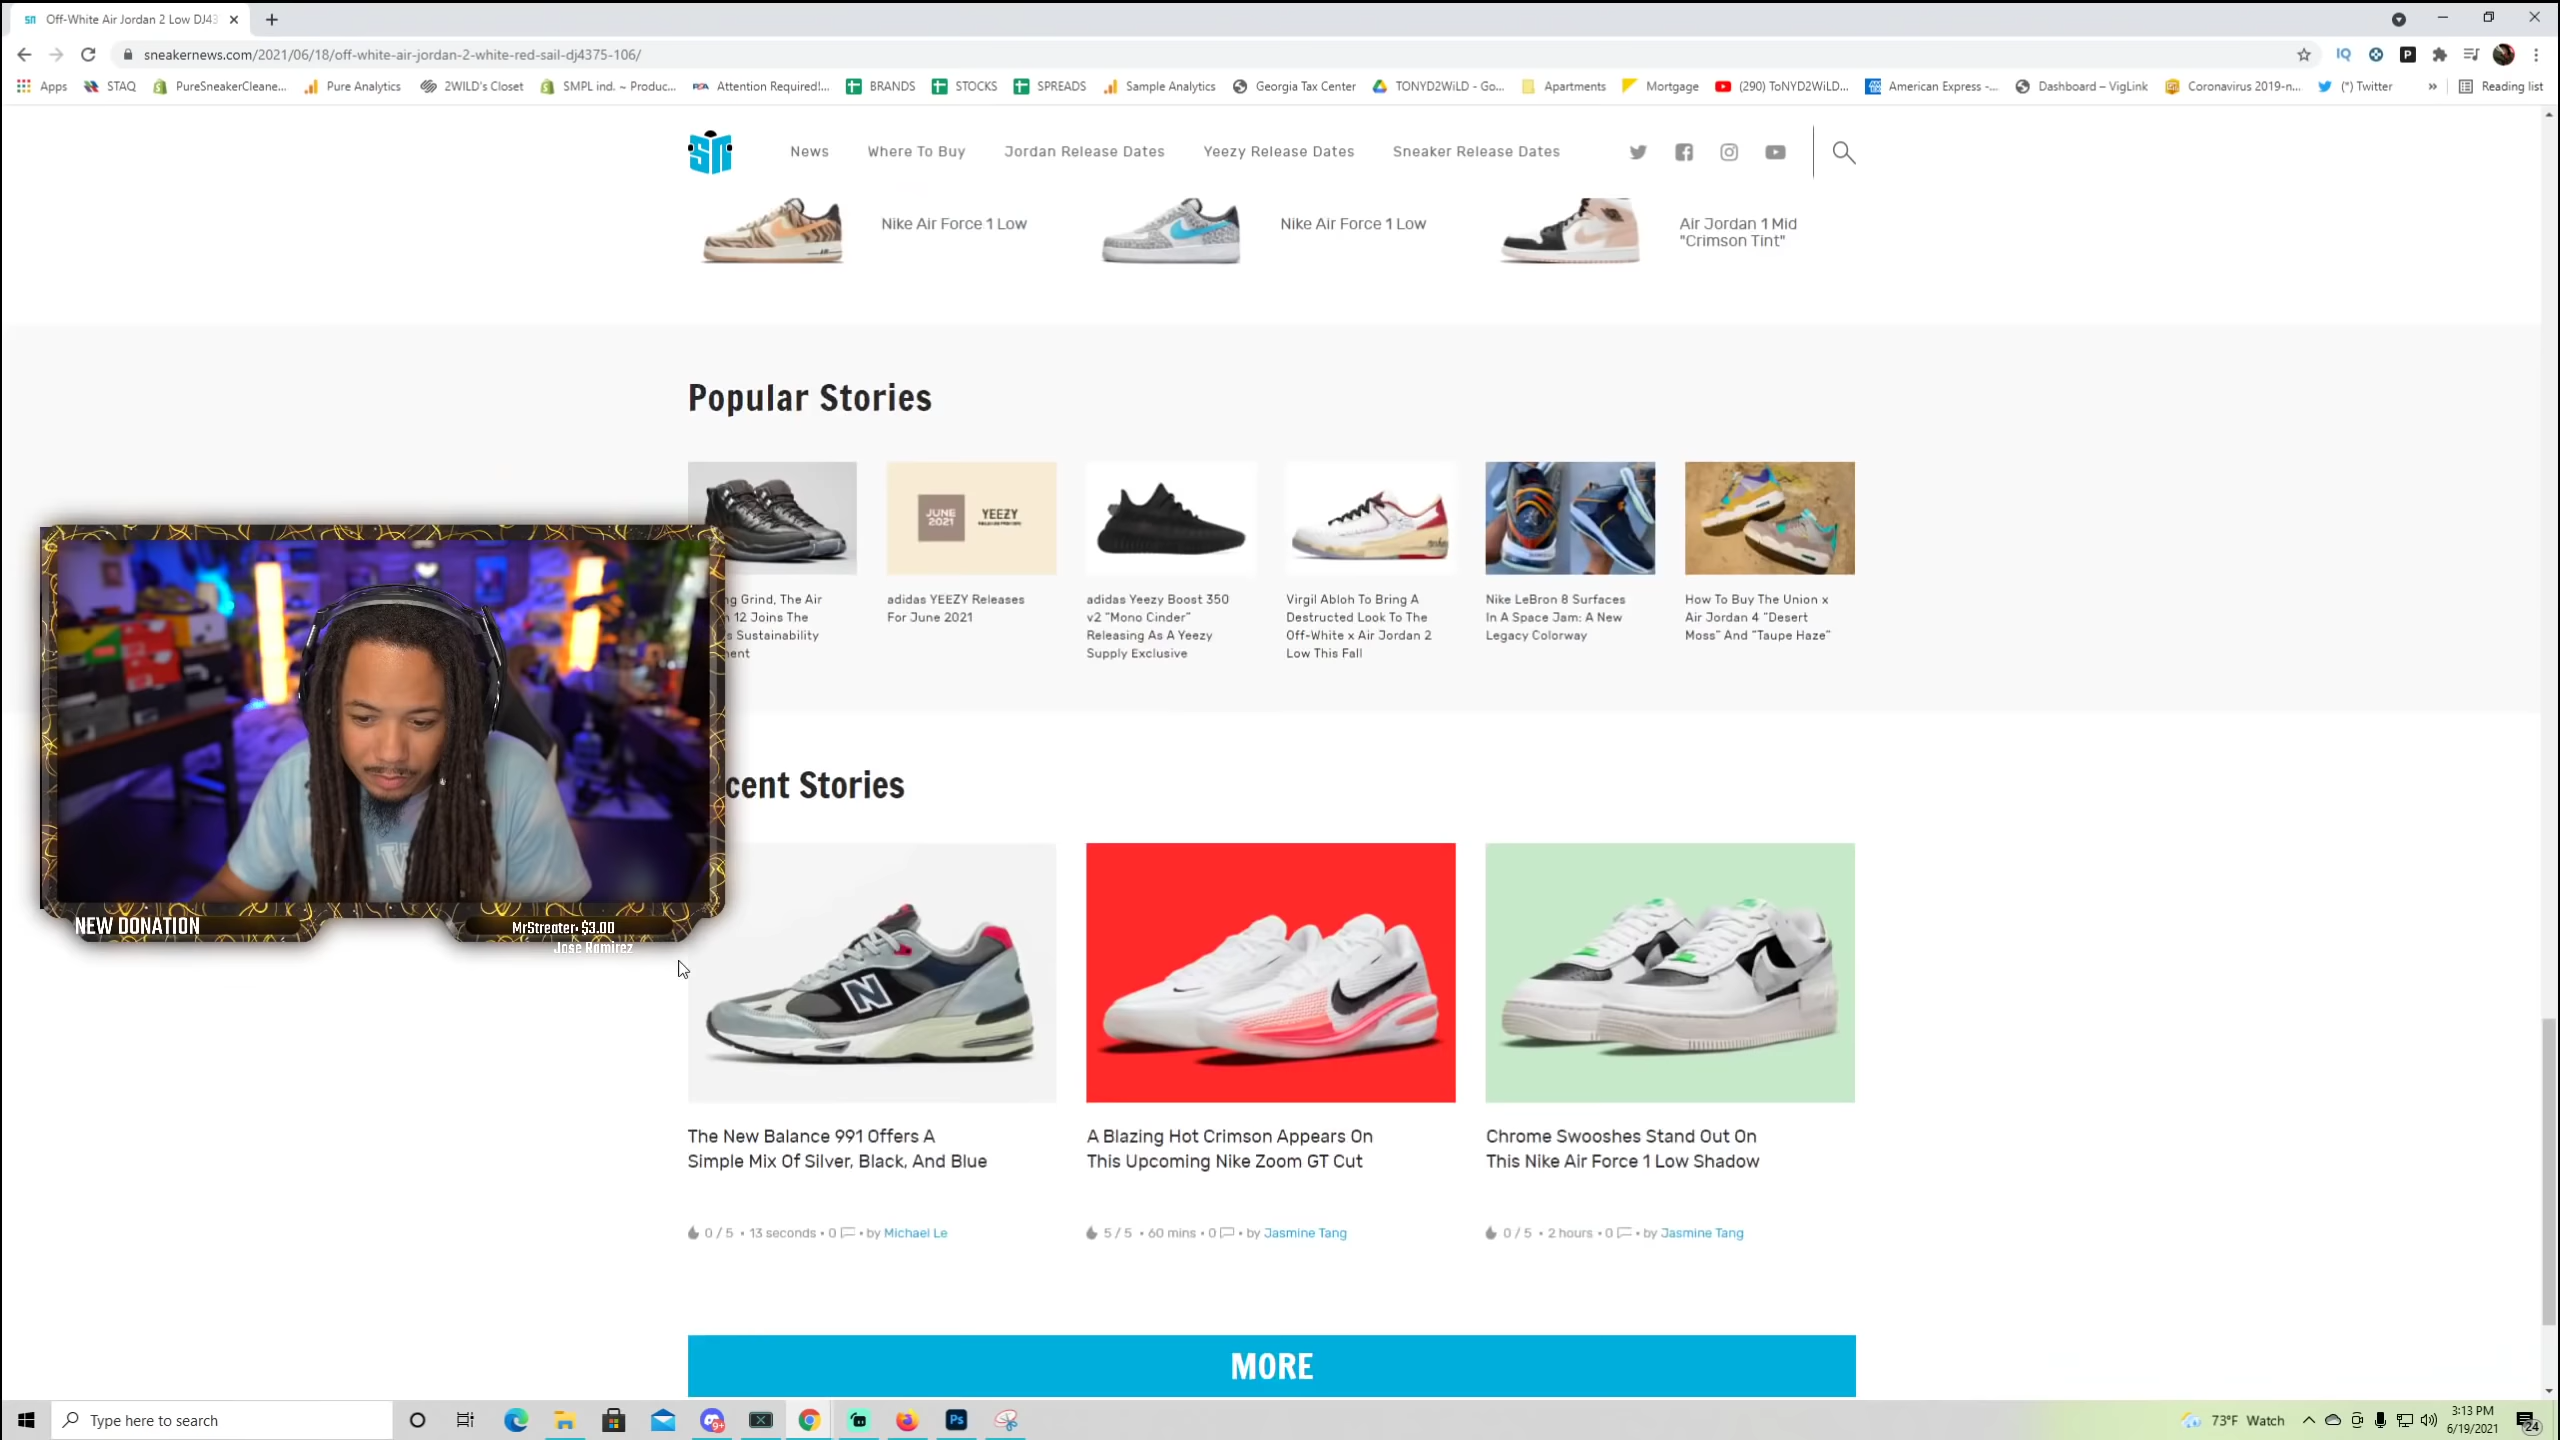 Off-White Air Jordan 2 Low DJ43
sneakernews.com/2021/06/18/off-white-air-jordan-2-white-red-sail-dj4375-106/
Apps STAQ PureSneakerCleane... Pure Analytics 2WILD's Closet SMPL ind. ~ Produc... Attention Required!... BRANDS STOCKS SPREADS Sample Analytics Georgia Tax Center TONYD2WiLD - Go... Apartments Mortgage (290) ToNYD2WiLD... American Express -... Dashboard – VigLink Coronavirus 2019-n... (*) Twitter » Reading list
News Where To Buy Jordan Release Dates Yeezy Release Dates Sneaker Release Dates
Nike Air Force 1 Low
Nike Air Force 1 Low
Air Jordan 1 Mid
"Crimson Tint"
Popular Stories
JUNE
2021
YEEZY
ng Grind, The Air
12 Joins The
Sustainability
ent
adidas YEEZY Releases
For June 2021
adidas Yeezy Boost 350
v2 "Mono Cinder"
Releasing As A Yeezy
Supply Exclusive
Virgil Abloh To Bring A
Destructed Look To The
Off-White x Air Jordan 2
Low This Fall
Nike LeBron 8 Surfaces
In A Space Jam: A New
Legacy Colorway
How To Buy The Union x
Air Jordan 4 "Desert
Moss" And "Taupe Haze"
NEW DONATION
MrStreater• $3.00
Jose Ramirez
cent Stories
N
The New Balance 991 Offers A
Simple Mix Of Silver, Black, And Blue
0 / 5 • 13 seconds • 0 • by Michael Le
A Blazing Hot Crimson Appears On
This Upcoming Nike Zoom GT Cut
5 / 5 • 60 mins • 0 • by Jasmine Tang
Chrome Swooshes Stand Out On
This Nike Air Force 1 Low Shadow
0 / 5 • 2 hours • 0 • by Jasmine Tang
MORE
Type here to search
9+
Ps
73°F Watch
3:13 PM
6/19/2021
24